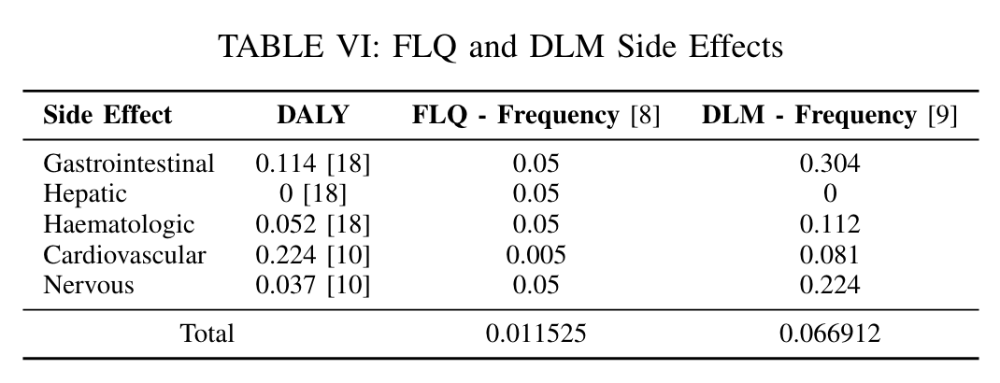 TABLE VI: FLQ and DLM Side Effects
Side Effect DALY FLQ - Frequency [8] DLM - Frequency [9]
Gastrointestinal 0.114 [18] 0.05 0.304
Hepatic 0 [18] 0.05 0
Haematologic 0.052 [18] 0.05 0.112
Cardiovascular 0.224 [10] 0.005 0.081
Nervous 0.037 [10] 0.05 0.224
Total 0.011525 0.066912